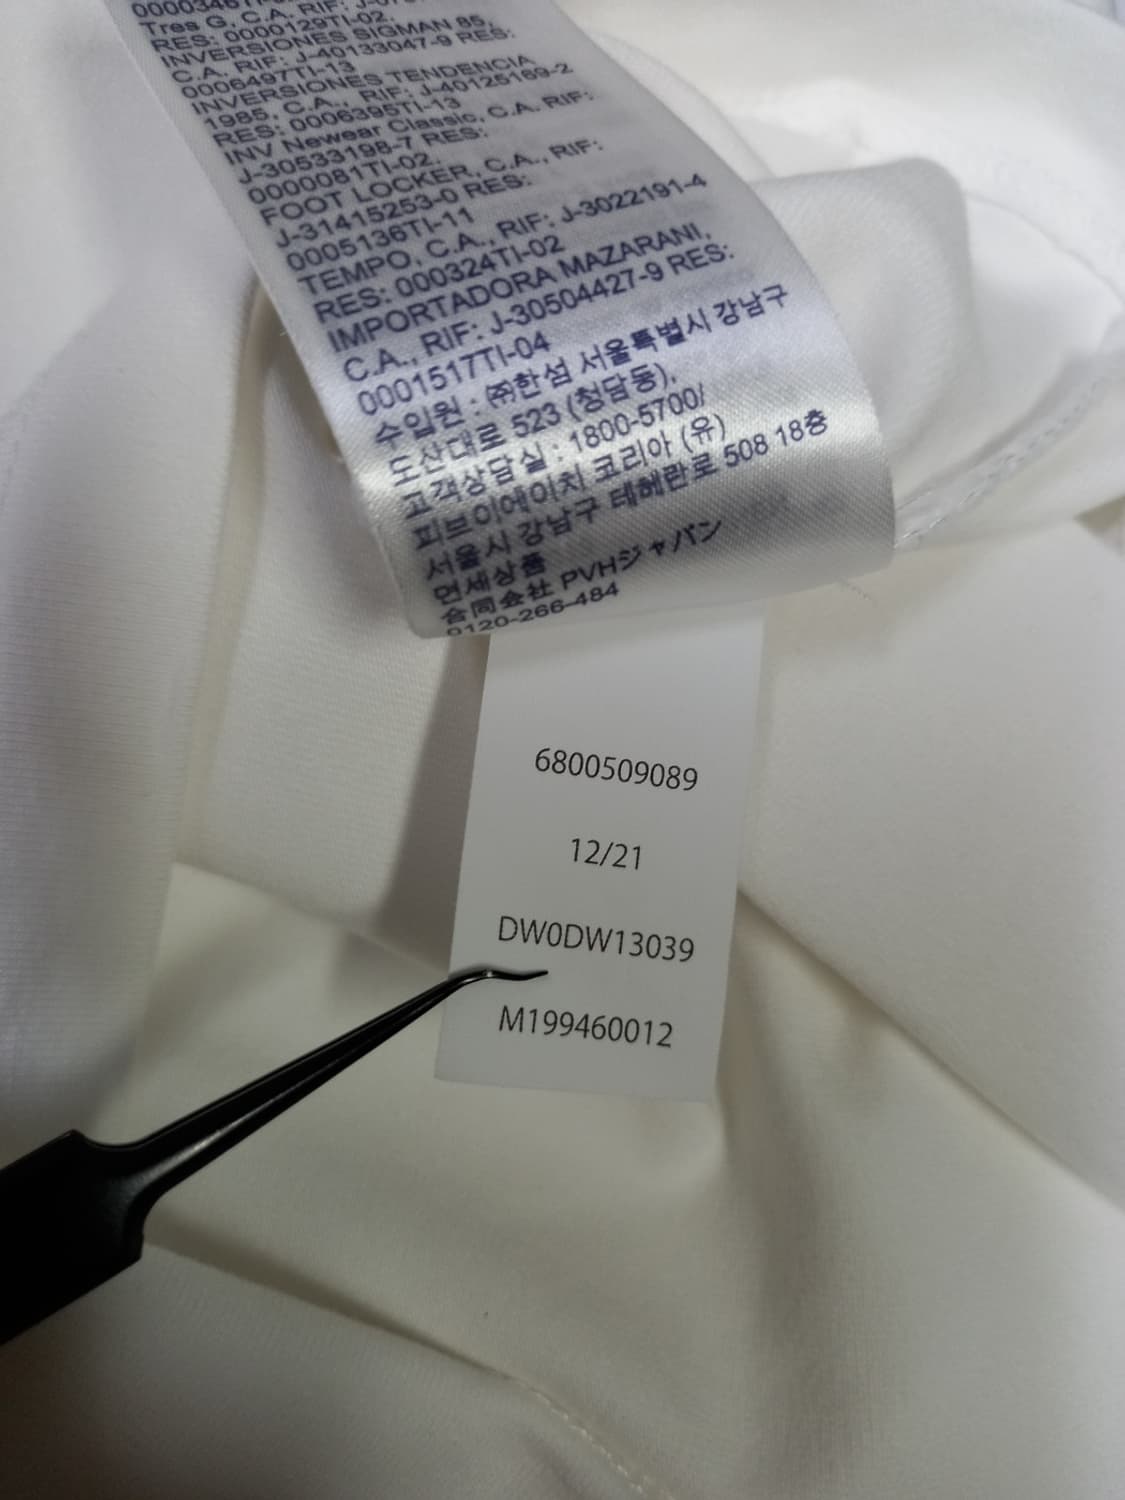 0000346TI-
Tres G, C.A. RIF: J-
RES: 0000129TI-02.
INVERSIONES SIGMAN 85,
C.A. RIF: J-40133047-9 RES:
0006497TI-13
INVERSIONES TENDENCIA
1985, C.A., RIF: J-40125169-2
RES: 0006395TI-13
INV Newear Classic, C.A. RIF:
J-30533198-7 RES:
0000081TI-02.
FOOT LOCKER, C.A., RIF:
J-31415253-0 RES:
0005136TI-11
TEMPO, C.A., RIF: J-3022191-4
RES: 000324TI-02
IMPORTADORA MAZARANI,
C.A., RIF: J-30504427-9 RES:
0001517TI-04
수입원 : ㈜한섬 서울특별시 강남구
도산대로 523 (청담동),
고객상담실 : 1800-5700/
피브이에이치 코리아 (유)
서울시 강남구 테헤란로 508 18층
면세상품
合同会社 PVHジャパン
0120-266-484
6800509089
12/21
DW0DW13039
M199460012